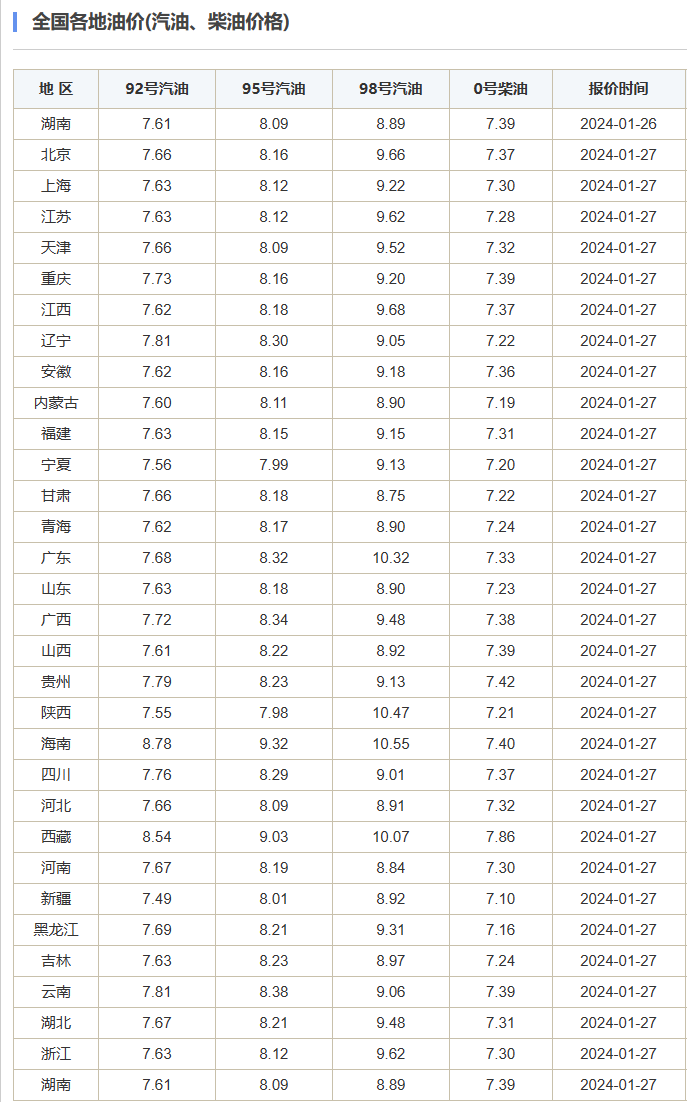 全国各地油价(汽油、柴油价格)
地 区 92号汽油 95号汽油 98号汽油 0号柴油 报价时间
湖南 7.61 8.09 8.89 7.39 2024-01-26
北京 7.66 8.16 9.66 7.37 2024-01-27
上海 7.63 8.12 9.22 7.30 2024-01-27
江苏 7.63 8.12 9.62 7.28 2024-01-27
天津 7.66 8.09 9.52 7.32 2024-01-27
重庆 7.73 8.16 9.20 7.39 2024-01-27
江西 7.62 8.18 9.68 7.37 2024-01-27
辽宁 7.81 8.30 9.05 7.22 2024-01-27
安徽 7.62 8.16 9.18 7.36 2024-01-27
内蒙古 7.60 8.11 8.90 7.19 2024-01-27
福建 7.63 8.15 9.15 7.31 2024-01-27
宁夏 7.56 7.99 9.13 7.20 2024-01-27
甘肃 7.66 8.18 8.75 7.22 2024-01-27
青海 7.62 8.17 8.90 7.24 2024-01-27
广东 7.68 8.32 10.32 7.33 2024-01-27
山东 7.63 8.18 8.90 7.23 2024-01-27
广西 7.72 8.34 9.48 7.38 2024-01-27
山西 7.61 8.22 8.92 7.39 2024-01-27
贵州 7.79 8.23 9.13 7.42 2024-01-27
陕西 7.55 7.98 10.47 7.21 2024-01-27
海南 8.78 9.32 10.55 7.40 2024-01-27
四川 7.76 8.29 9.01 7.37 2024-01-27
河北 7.66 8.09 8.91 7.32 2024-01-27
西藏 8.54 9.03 10.07 7.86 2024-01-27
河南 7.67 8.19 8.84 7.30 2024-01-27
新疆 7.49 8.01 8.92 7.10 2024-01-27
黑龙江 7.69 8.21 9.31 7.16 2024-01-27
吉林 7.63 8.23 8.97 7.24 2024-01-27
云南 7.81 8.38 9.06 7.39 2024-01-27
湖北 7.67 8.21 9.48 7.31 2024-01-27
浙江 7.63 8.12 9.62 7.30 2024-01-27
湖南 7.61 8.09 8.89 7.39 2024-01-27